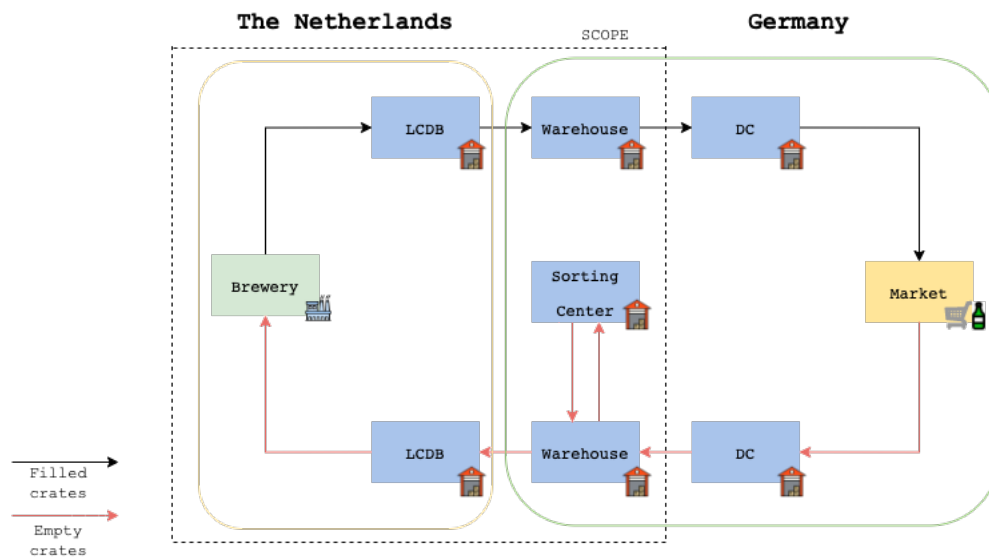 The Netherlands
Germany
SCOPE
LCDB
Warehouse
DC
Brewery
Sorting
Center
Market
LCDB
Warehouse
DC
Filled
crates
Empty
crates